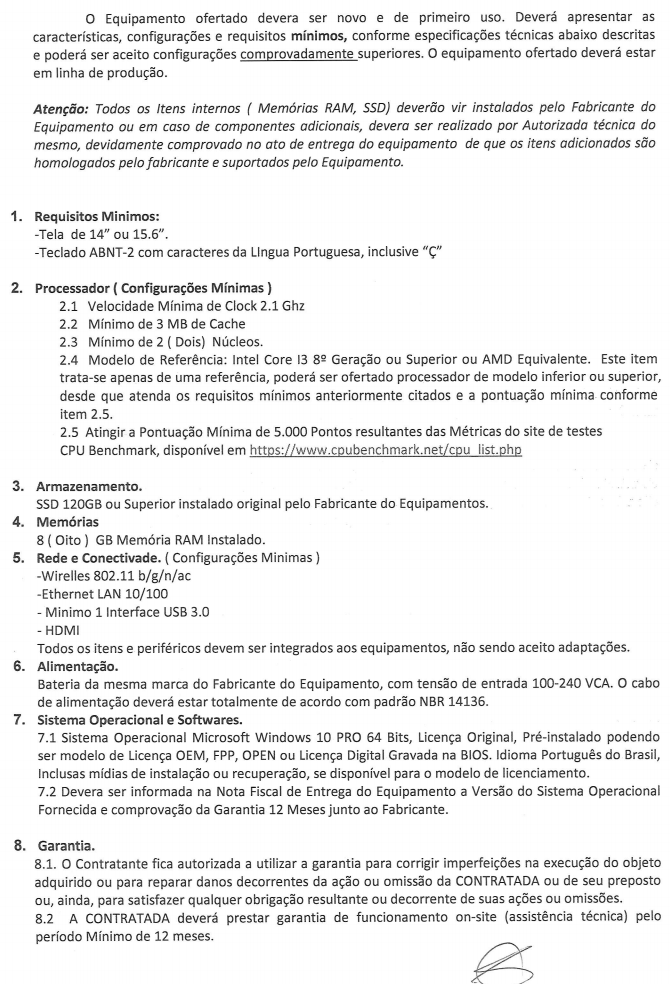 O Equipamento ofertado devera ser novo e de primeiro uso. Deverá apresentar as
características, configurações e requisitos mínimos, conforme especificações técnicas abaixo descritas
e poderá ser aceito configurações comprovadamente superiores. O equipamento ofertado deverá estar
em linha de produção.
Atenção: Todos os Itens internos ( Memórias RAM, SSD) deverão vir instalados pelo Fabricante do
Equipamento ou em caso de componentes adicionais, devera ser realizado por Autorizada técnica do
mesmo, devidamente comprovado no ato de entrega do equipamento de que os itens adicionados são
homologados pelo fabricante e suportados pelo Equipamento.
1. Requisitos Minimos:
-Tela de 14” ou 15.6”.
-Teclado ABNT-2 com caracteres da LIngua Portuguesa, inclusive “Ç”
2. Processador ( Configurações Mínimas )
2.1 Velocidade Mínima de Clock 2.1 Ghz
2.2 Mínimo de 3 MB de Cache
2.3 Mínimo de 2 ( Dois) Núcleos.
2.4 Modelo de Referência: Intel Core I3 8º Geração ou Superior ou AMD Equivalente. Este item
trata-se apenas de uma referência, poderá ser ofertado processador de modelo inferior ou superior,
desde que atenda os requisitos mínimos anteriormente citados e a pontuação mínima conforme
item 2.5.
2.5 Atingir a Pontuação Mínima de 5.000 Pontos resultantes das Métricas do site de testes
CPU Benchmark, disponível em https://www.cpubenchmark.net/cpu_list.php
3. Armazenamento.
SSD 120GB ou Superior instalado original pelo Fabricante do Equipamentos.
4. Memórias
8 ( Oito ) GB Memória RAM Instalado.
5. Rede e Conectivade. ( Configurações Minimas )
-Wirelles 802.11 b/g/n/ac
-Ethernet LAN 10/100
- Minimo 1 Interface USB 3.0
- HDMI
Todos os itens e periféricos devem ser integrados aos equipamentos, não sendo aceito adaptações.
6. Alimentação.
Bateria da mesma marca do Fabricante do Equipamento, com tensão de entrada 100-240 VCA. O cabo
de alimentação deverá estar totalmente de acordo com padrão NBR 14136.
7. Sistema Operacional e Softwares.
7.1 Sistema Operacional Microsoft Windows 10 PRO 64 Bits, Licença Original, Pré-instalado podendo
ser modelo de Licença OEM, FPP, OPEN ou Licença Digital Gravada na BIOS. Idioma Português do Brasil,
Inclusas mídias de instalação ou recuperação, se disponível para o modelo de licenciamento.
7.2 Devera ser informada na Nota Fiscal de Entrega do Equipamento a Versão do Sistema Operacional
Fornecida e comprovação da Garantia 12 Meses junto ao Fabricante.
8. Garantia.
8.1. O Contratante fica autorizada a utilizar a garantia para corrigir imperfeições na execução do objeto
adquirido ou para reparar danos decorrentes da ação ou omissão da CONTRATADA ou de seu preposto
ou, ainda, para satisfazer qualquer obrigação resultante ou decorrente de suas ações ou omissões.
8.2 A CONTRATADA deverá prestar garantia de funcionamento on-site (assistência técnica) pelo
período Mínimo de 12 meses.